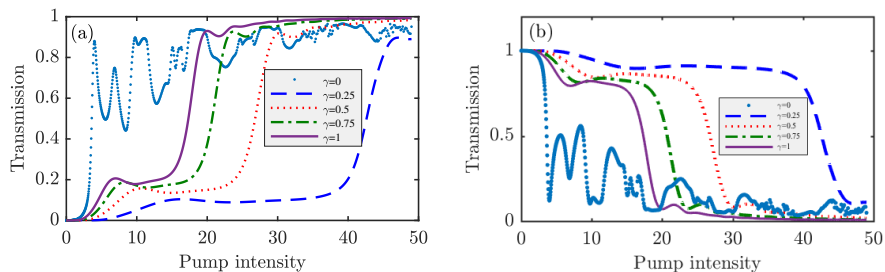 (a)
1
0.8
0.6
0.4
0.2
0
Transmission
γ=0
γ=0.25
γ=0.5
γ=0.75
γ=1
0 10 20 30 40 50
Pump intensity
(b)
1
0.5
0
Transmission
γ=0
γ=0.25
γ=0.5
γ=0.75
γ=1
0 10 20 30 40 50
Pump intensity